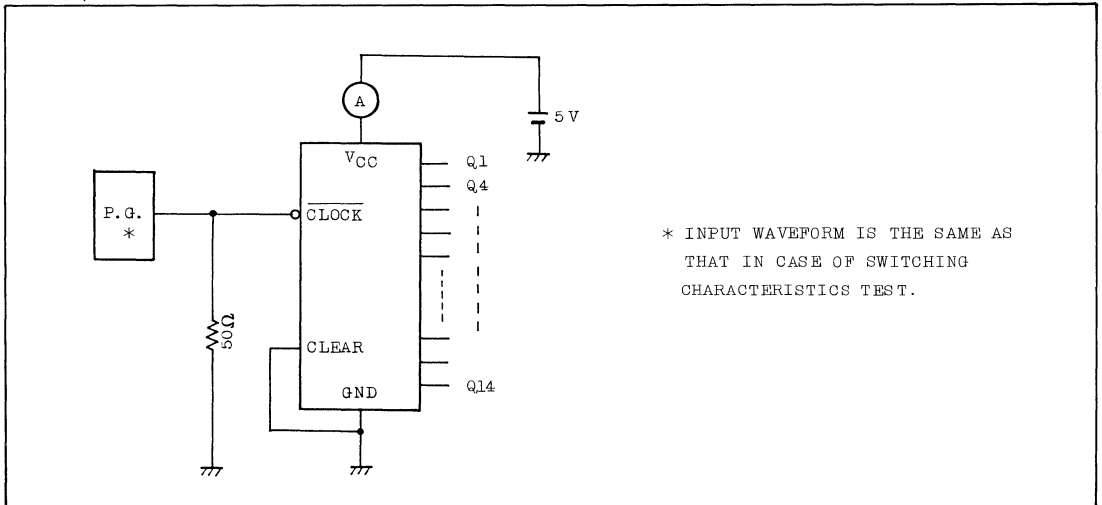 A
5V
VCC
Q1
Q4
P.G.
*
CLOCK
* INPUT WAVEFORM IS THE SAME AS
THAT IN CASE OF SWITCHING
CHARACTERISTICS TEST.
50Ω
CLEAR
GND
Q14